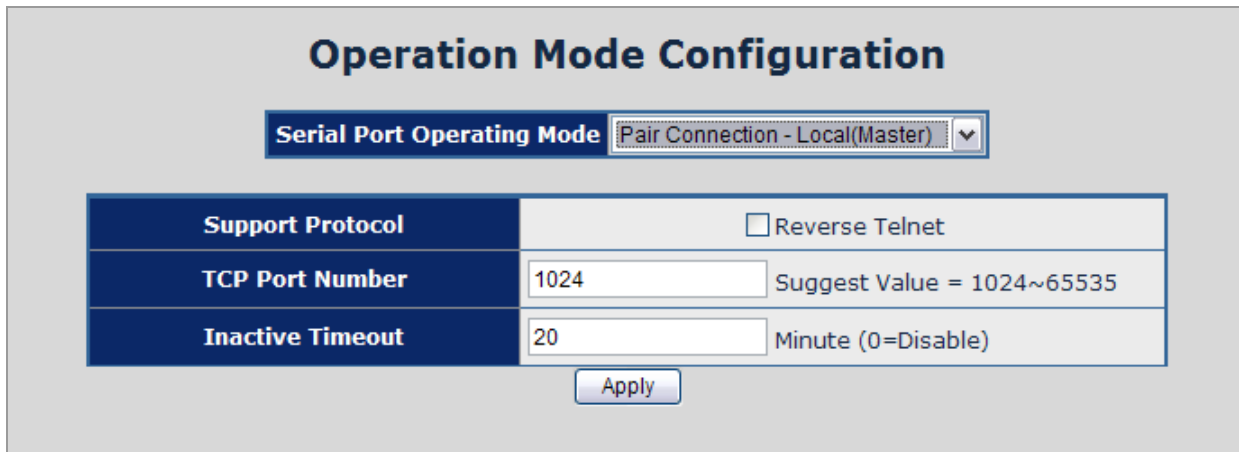 Operation Mode Configuration
Serial Port Operating Mode Pair Connection - Local(Master)
Support Protocol Reverse Telnet
TCP Port Number 1024 Suggest Value = 1024~65535
Inactive Timeout 20 Minute (0=Disable)
Apply